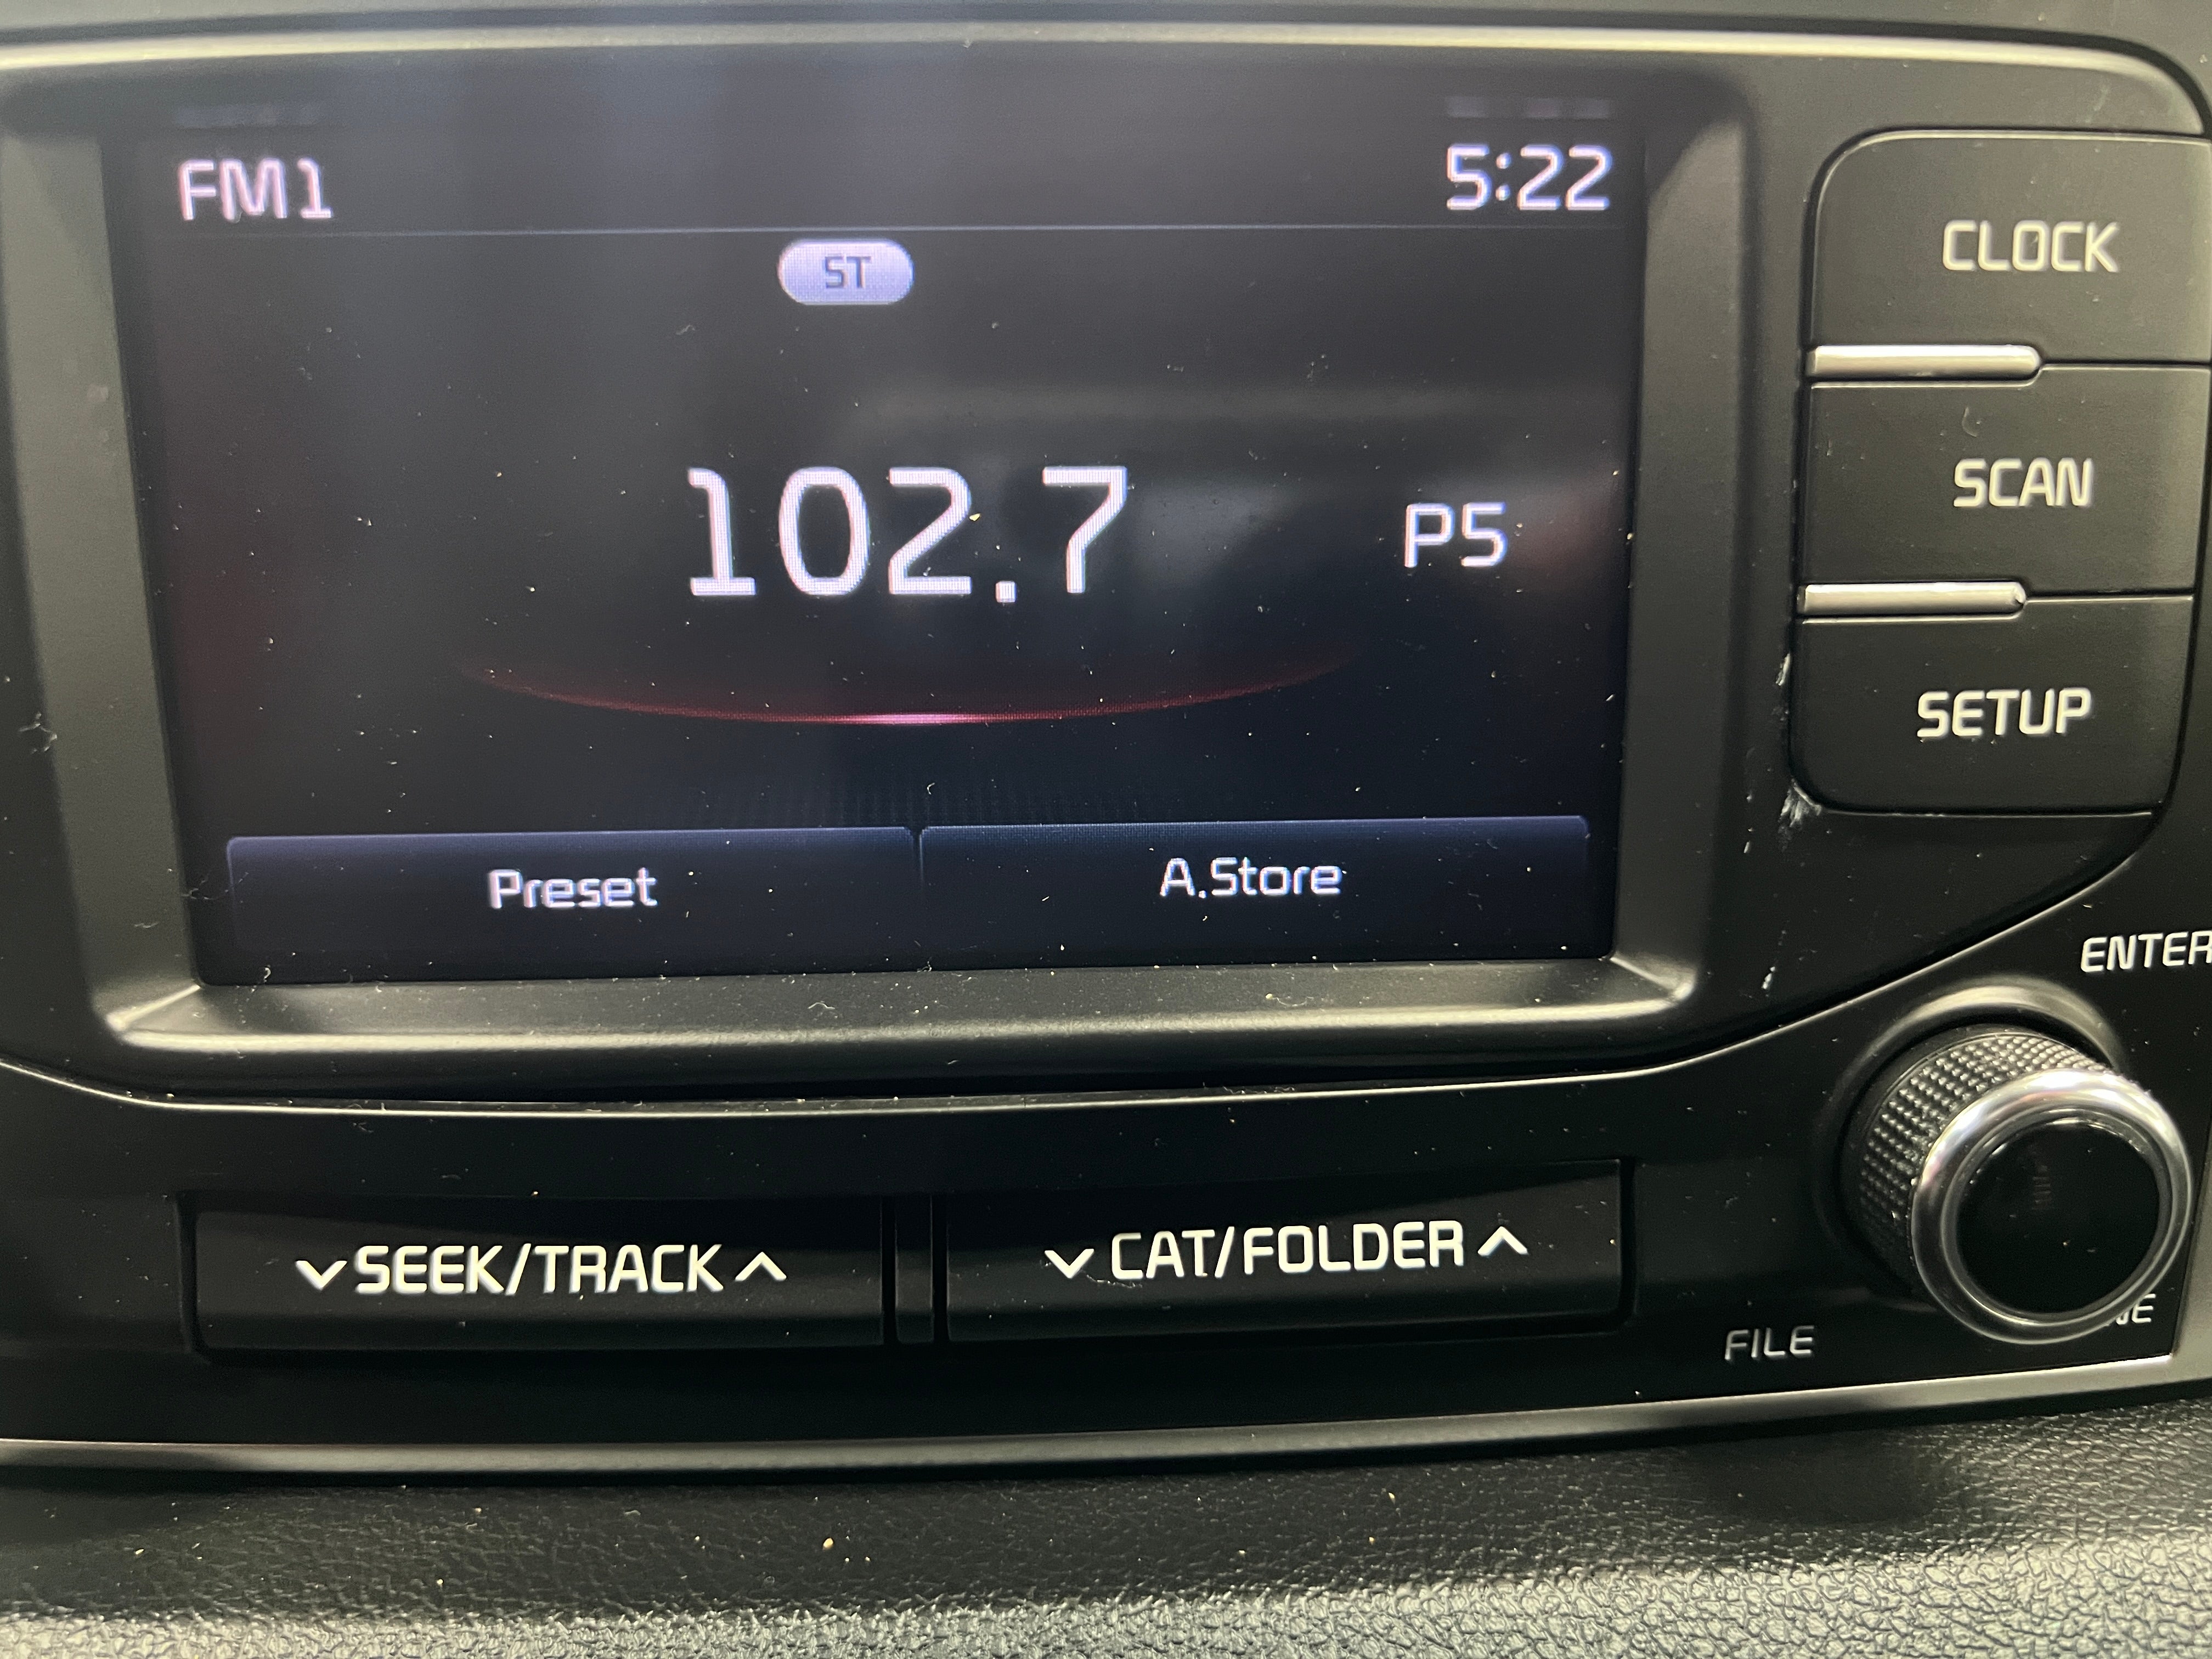 FM1
5:22
ST
102.7
P5
Preset
A.Store
CLOCK
SCAN
SETUP
ENTER
SEEK/TRACK
CAT/FOLDER
FILE